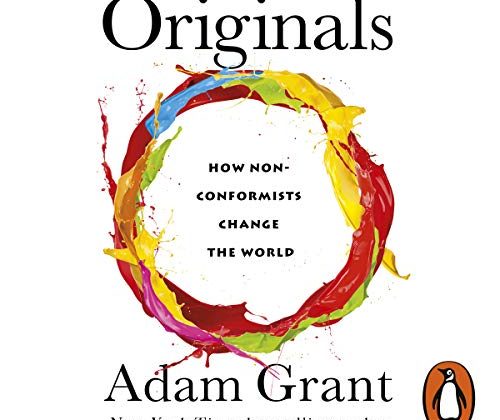 Originals
HOW NON-
CONFORMISTS
CHANGE
THE WORLD
Adam Grant